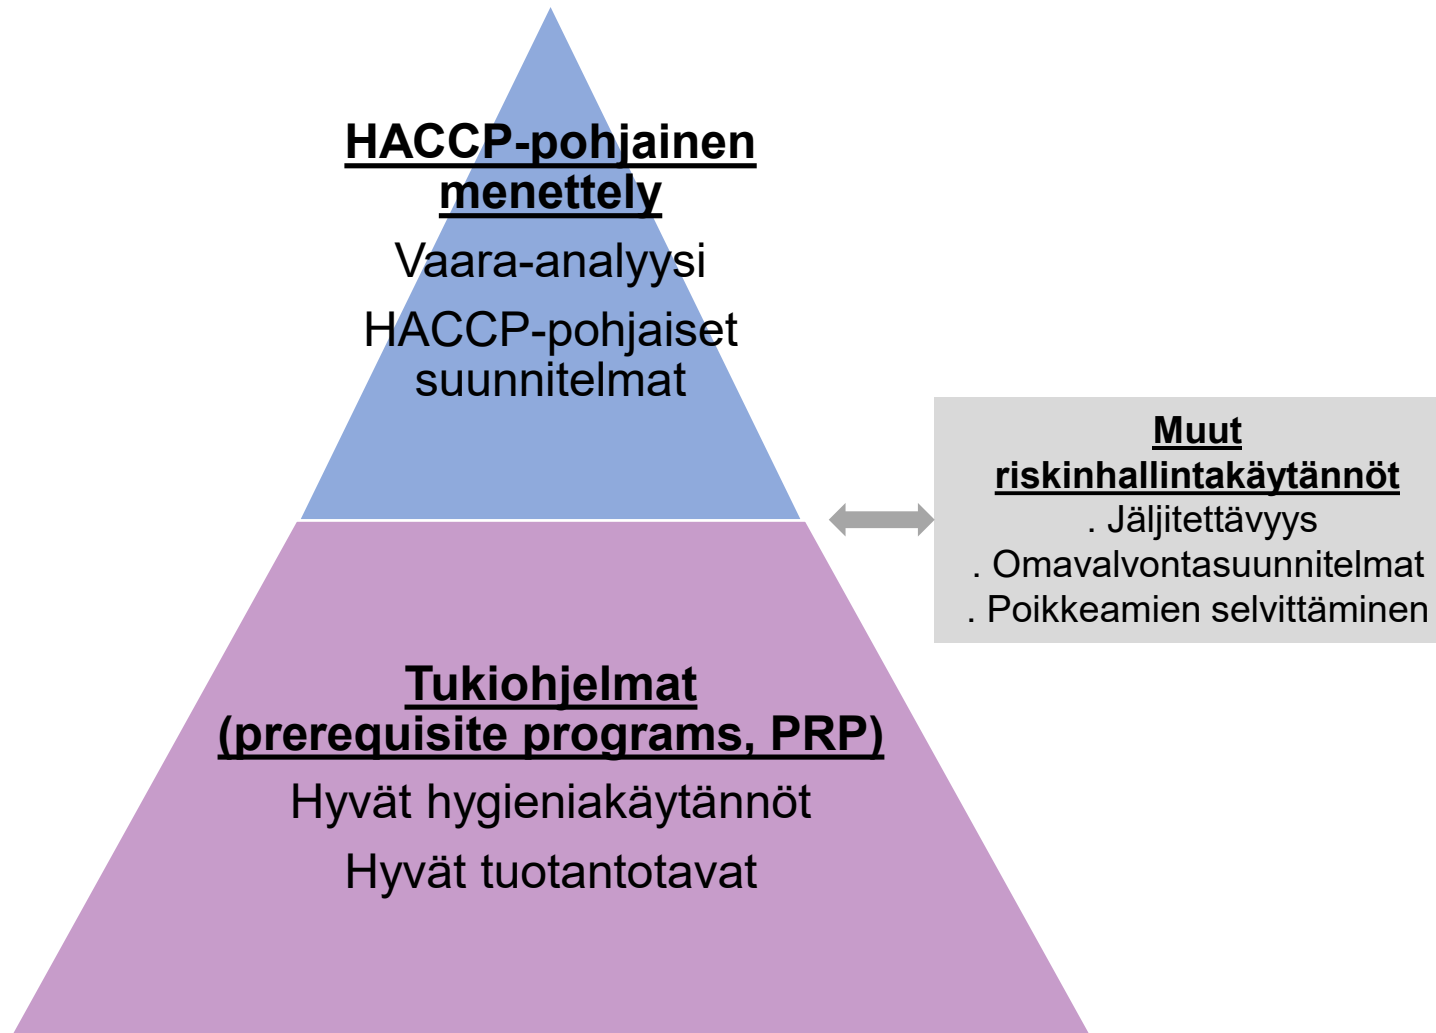 HACCP-pohjainen
menettely
Vaara-analyysi
HACCP-pohjaiset
suunnitelmat
Muut
riskinhallintakäytännöt
. Jäljitettävyys
. Omavalvontasuunnitelmat
. Poikkeamien selvittäminen
Tukiohjelmat
(prerequisite programs, PRP)
Hyvät hygieniakäytännöt
Hyvät tuotantotavat